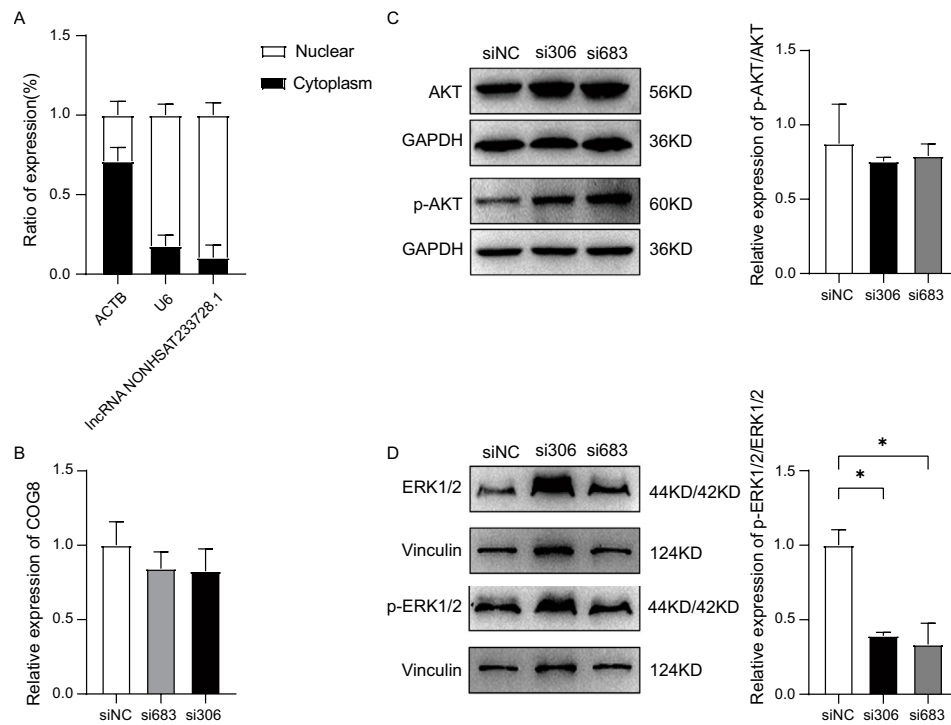 A
Ratio of expression(%)
1.5
1.0
0.5
0.0
ACTB
U6
lncRNA NONHSAT233728.1
Nuclear
Cytoplasm
B
Relative expression of COG8
1.5
1.0
0.5
0.0
siNC si683 si306
C
siNC si306 si683
AKT 56KD
GAPDH 36KD
p-AKT 60KD
GAPDH 36KD
Relative expression of p-AKT/AKT
1.5
1.0
0.5
0.0
siNC si306 si683
D
siNC si306 si683
ERK1/2 44KD/42KD
Vinculin 124KD
p-ERK1/2 44KD/42KD
Vinculin 124KD
Relative expression of p-ERK1/2/ERK1/2
1.5
1.0
0.5
0.0
*
*
siNC si306 si683